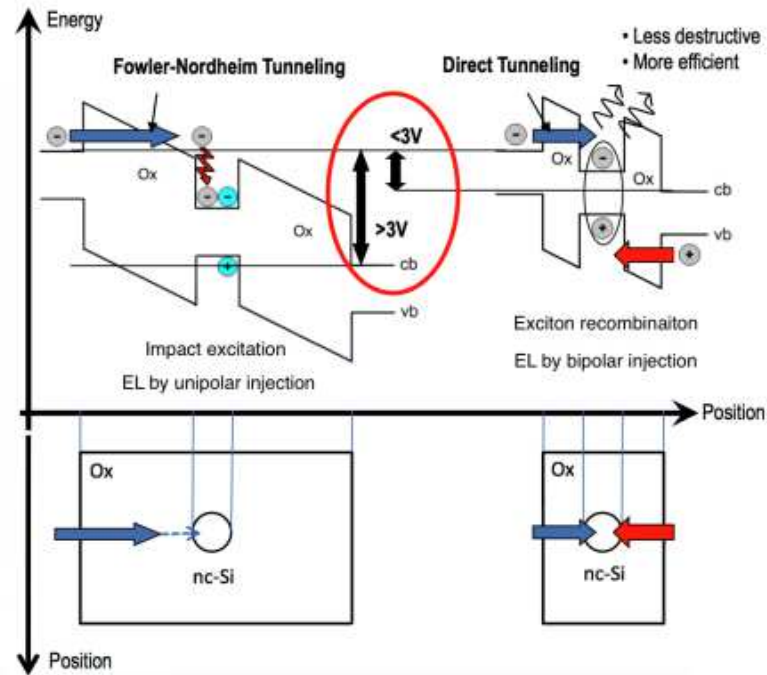 Energy
• Less destructive
• More efficient
Fowler-Nordheim Tunneling
Direct Tunneling
<3V
>3V
Ox
Ox
Ox
Ox
cb
vb
cb
vb
Impact excitation
EL by unipolar injection
Exciton recombinaiton
EL by bipolar injection
Position
Ox
nc-Si
Ox
nc-Si
Position